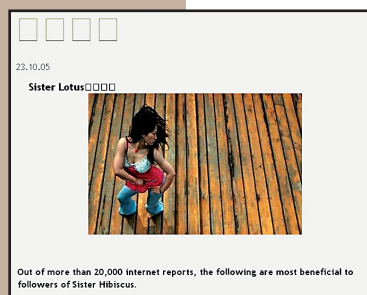 23.10.05
Sister Lotus□□□□
Out of more than 20,000 internet reports, the following are most beneficial to
followers of Sister Hibiscus.